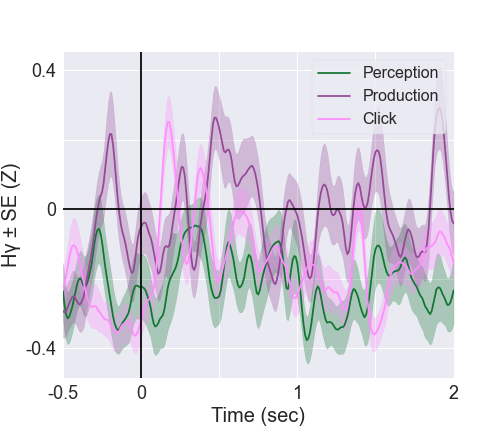 Perception
Production
Click
0.4
0
-0.4
Hγ ± SE (Z)
-0.5
0
1
2
Time (sec)